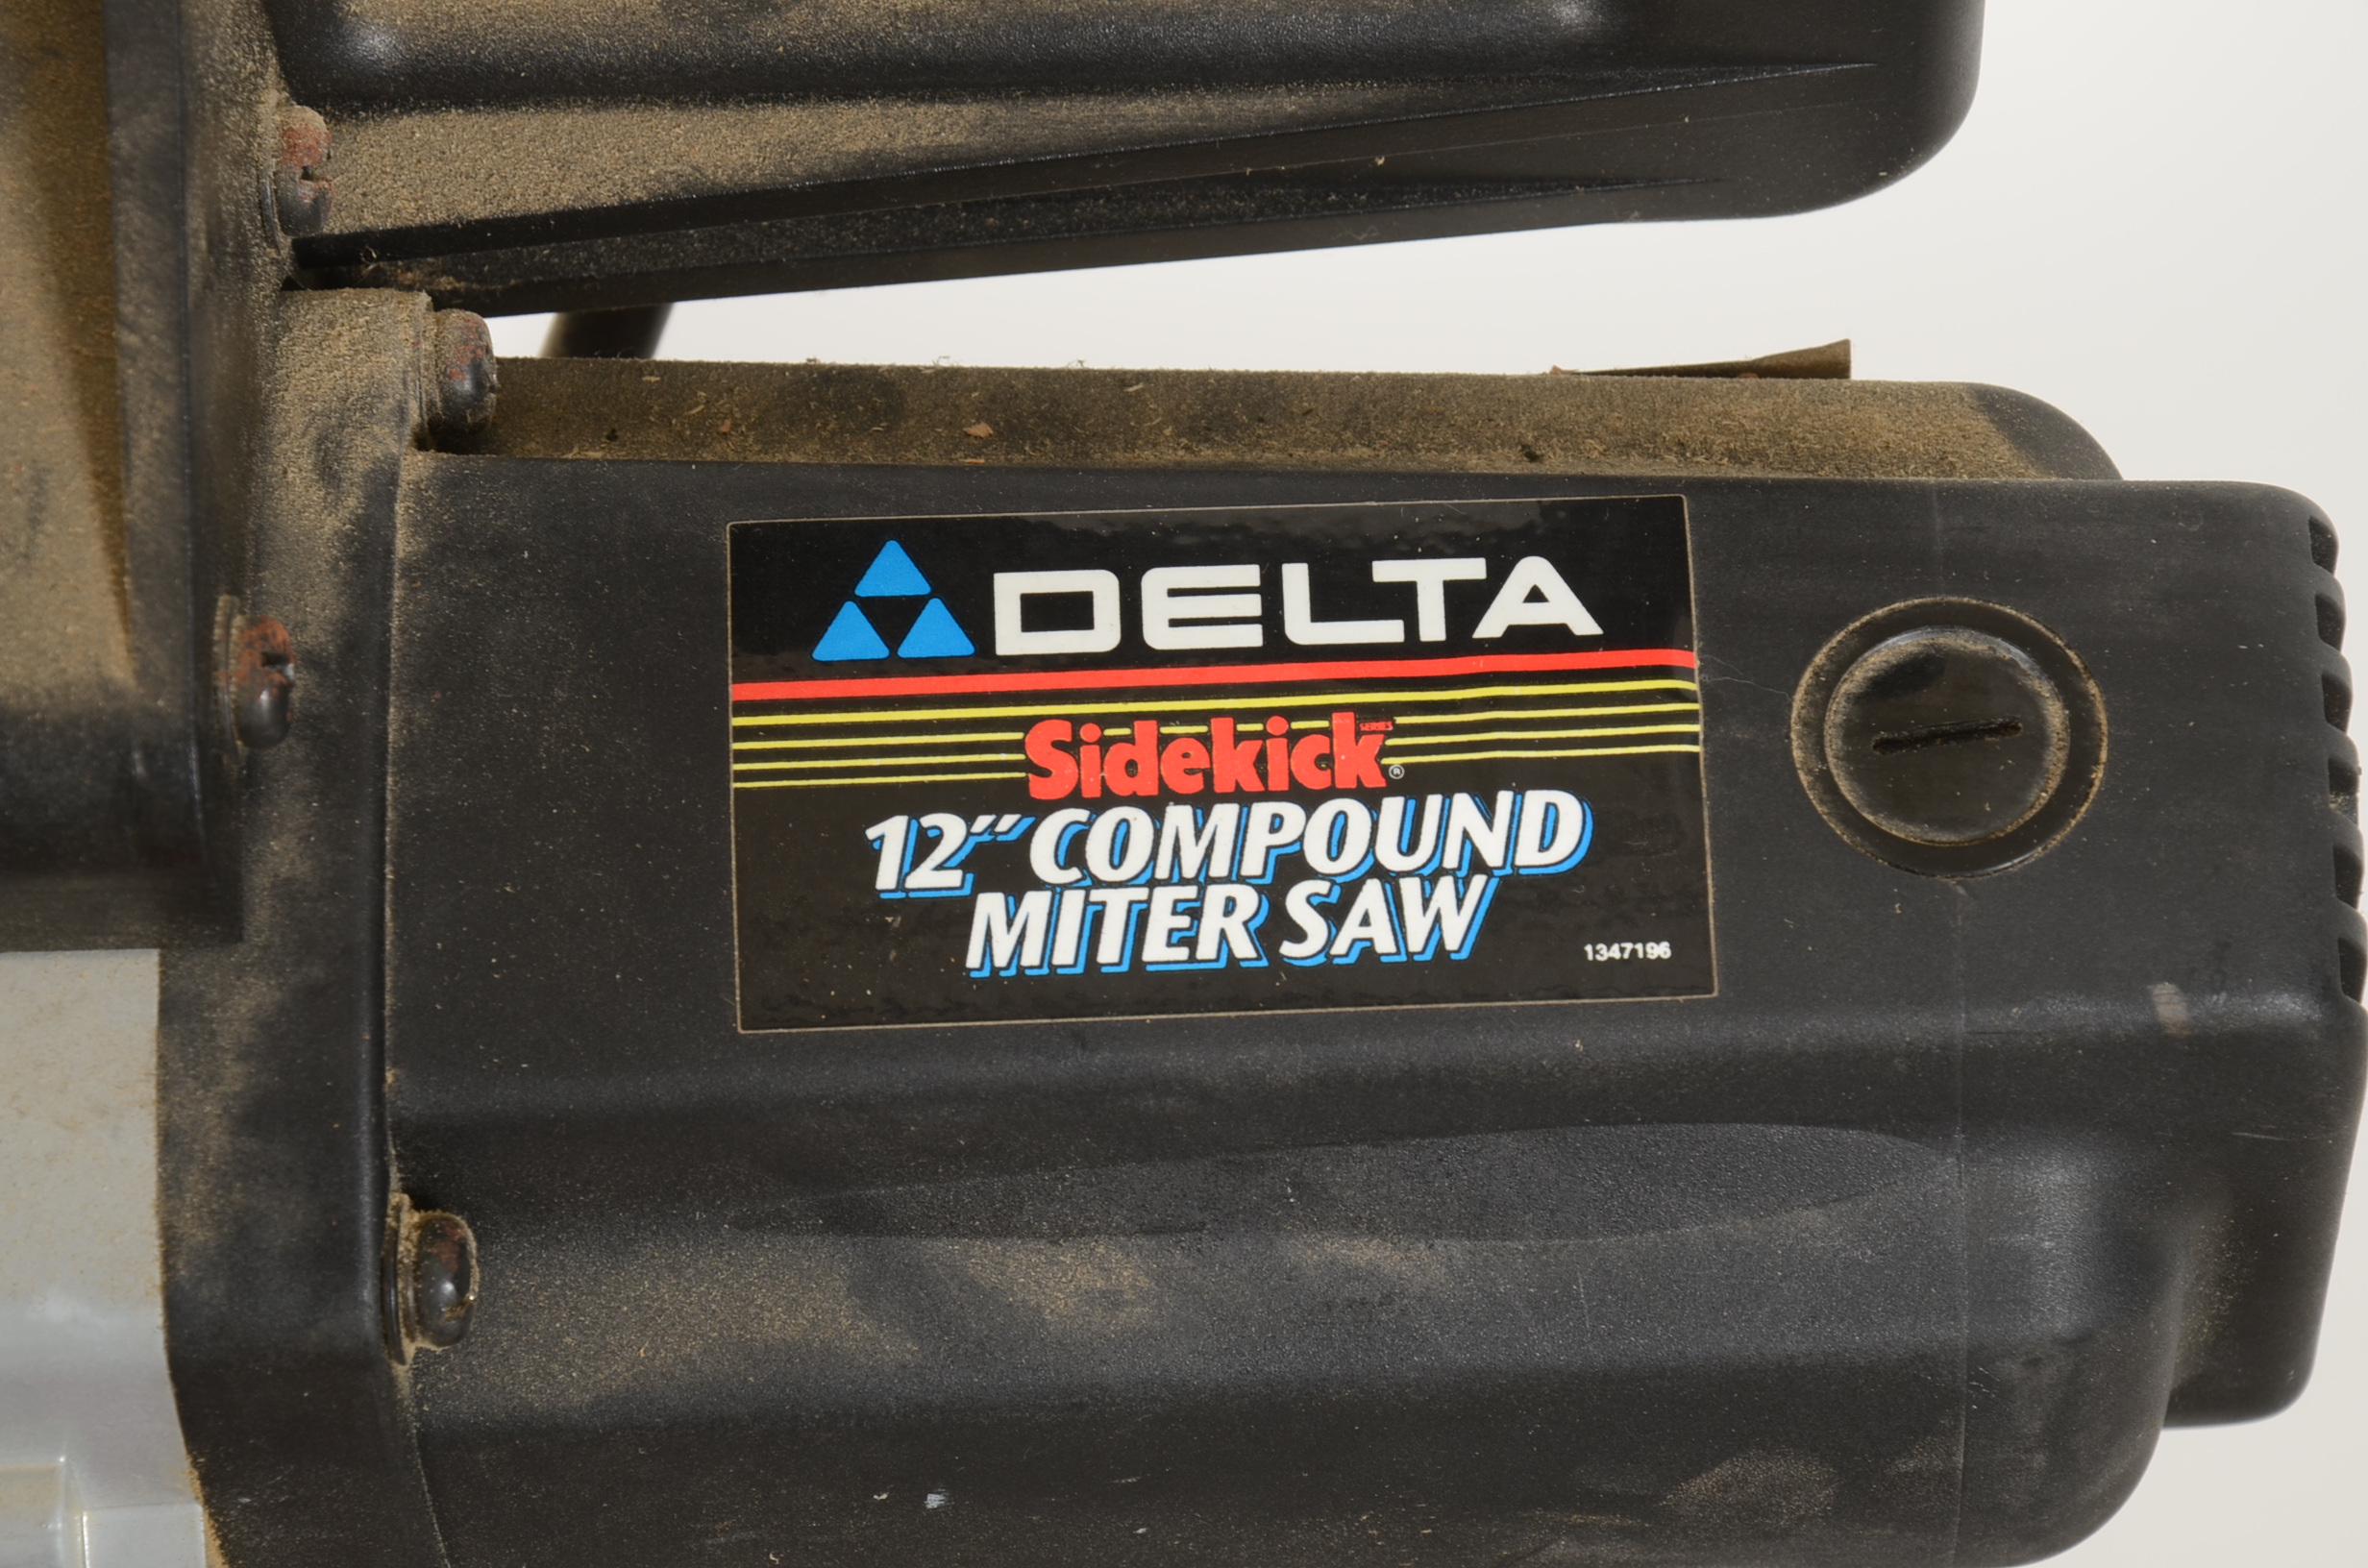 DELTA
Sidekick SERIES ®
12" COMPOUND
MITER SAW
1347196